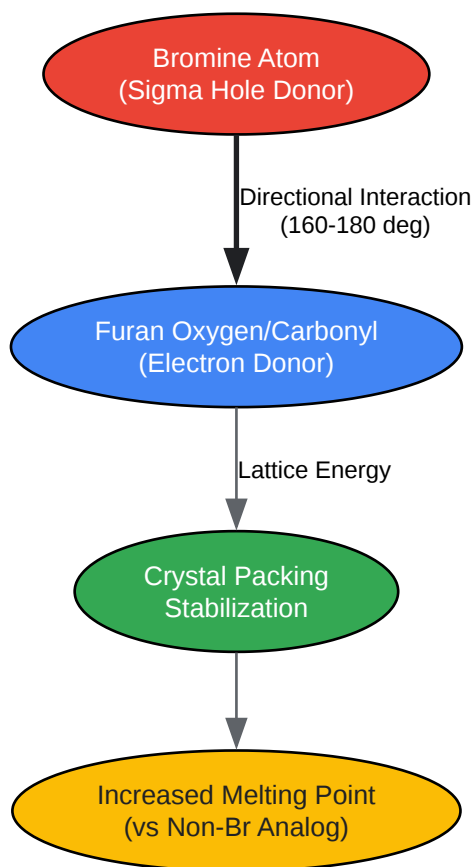 Bromine Atom
(Sigma Hole Donor)
Directional Interaction
(160-180 deg)
Furan Oxygen/Carbonyl
(Electron Donor)
Lattice Energy
Crystal Packing
Stabilization
Increased Melting Point
(vs Non-Br Analog)